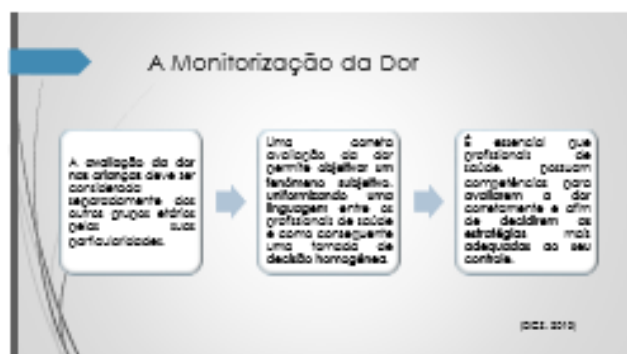 A Monitorização da Dor
A avaliação da dor
nas crianças deve ser
considerada
separadamente dos
outros grupos etários
pelas suas
particularidades.
Uma correta
avaliação da dor
permite objetivar um
fenómeno subjetivo,
uniformizando uma
linguagem entre os
profissionais de saúde
e como consequente
uma tomada de
decisão homogénea.
É essencial que
profissionais de
saúde, possuam
competências para
avaliarem a dor
corretamente e afim
de decidirem as
estratégias mais
adequadas ao seu
controle.
(DGS, 2010)